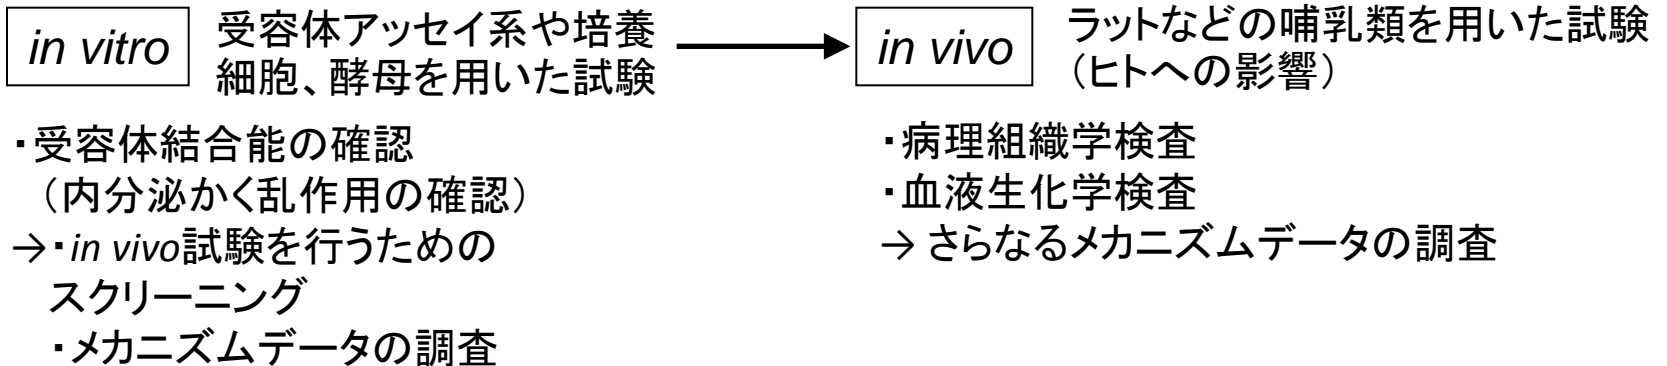 in vitro
受容体アッセイ系や培養
細胞、酵母を用いた試験
・受容体結合能の確認
（内分泌かく乱作用の確認）
→・in vivo試験を行うための
スクリーニング
・メカニズムデータの調査
in vivo
ラットなどの哺乳類を用いた試験
（ヒトへの影響）
・病理組織学検査
・血液生化学検査
→ さらなるメカニズムデータの調査